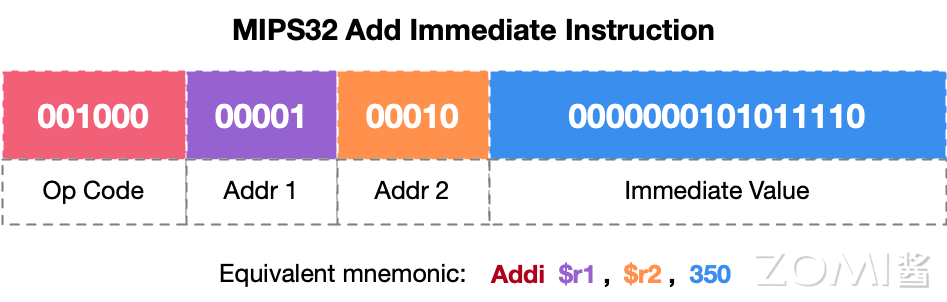 MIPS32 Add Immediate Instruction
001000 00001 00010 0000000101011110
Op Code Addr 1 Addr 2 Immediate Value
Equivalent mnemonic: Addi $r1 , $r2 , 350
ZOMI酱